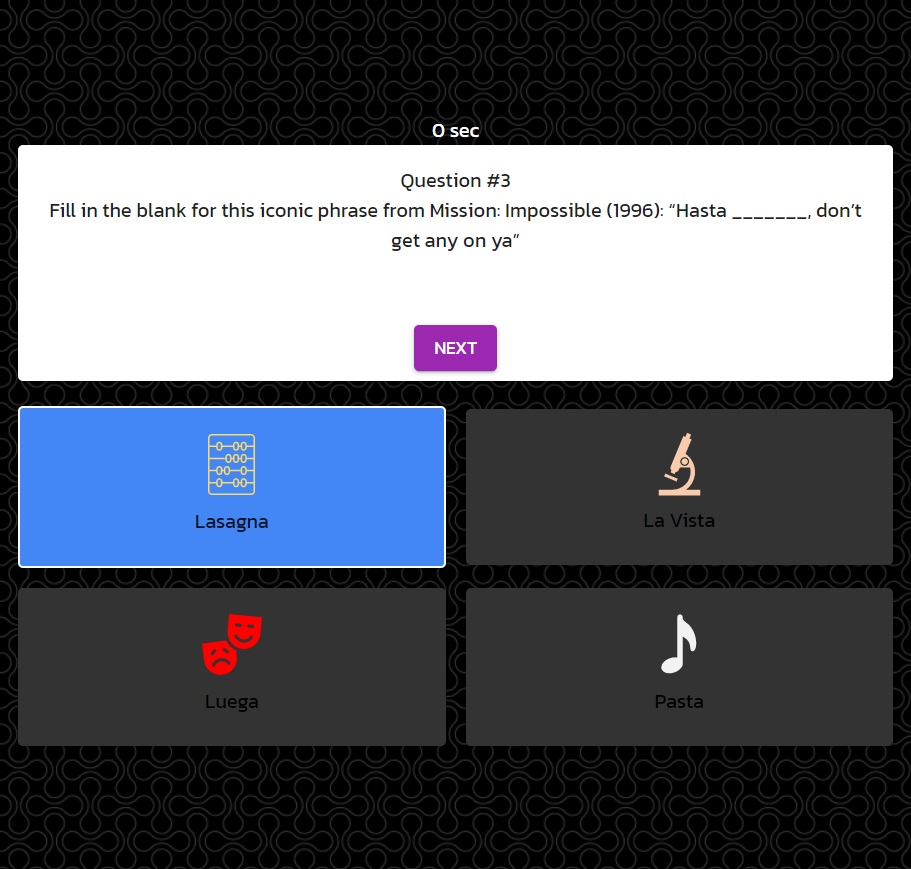 0 sec
Question #3
Fill in the blank for this iconic phrase from Mission: Impossible (1996): “Hasta _______, don’t
get any on ya”
NEXT
Lasagna
La Vista
Luega
Pasta